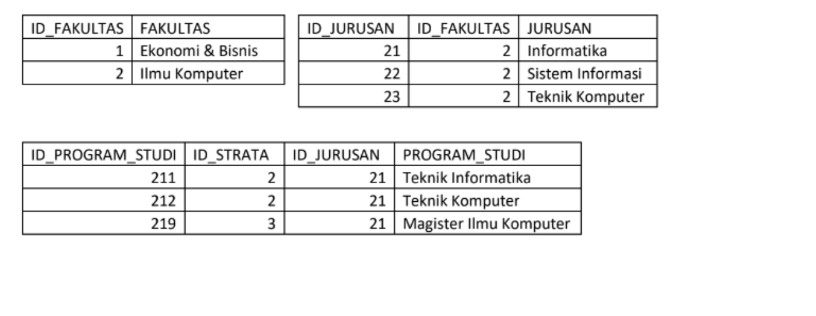 ID_FAKULTAS FAKULTAS
1 Ekonomi & Bisnis
2 Ilmu Komputer
ID_JURUSAN ID_FAKULTAS JURUSAN
21 2 Informatika
22 2 Sistem Informasi
23 2 Teknik Komputer
ID_PROGRAM_STUDI ID_STRATA ID_JURUSAN PROGRAM_STUDI
211 2 21 Teknik Informatika
212 2 21 Teknik Komputer
219 3 21 Magister Ilmu Komputer